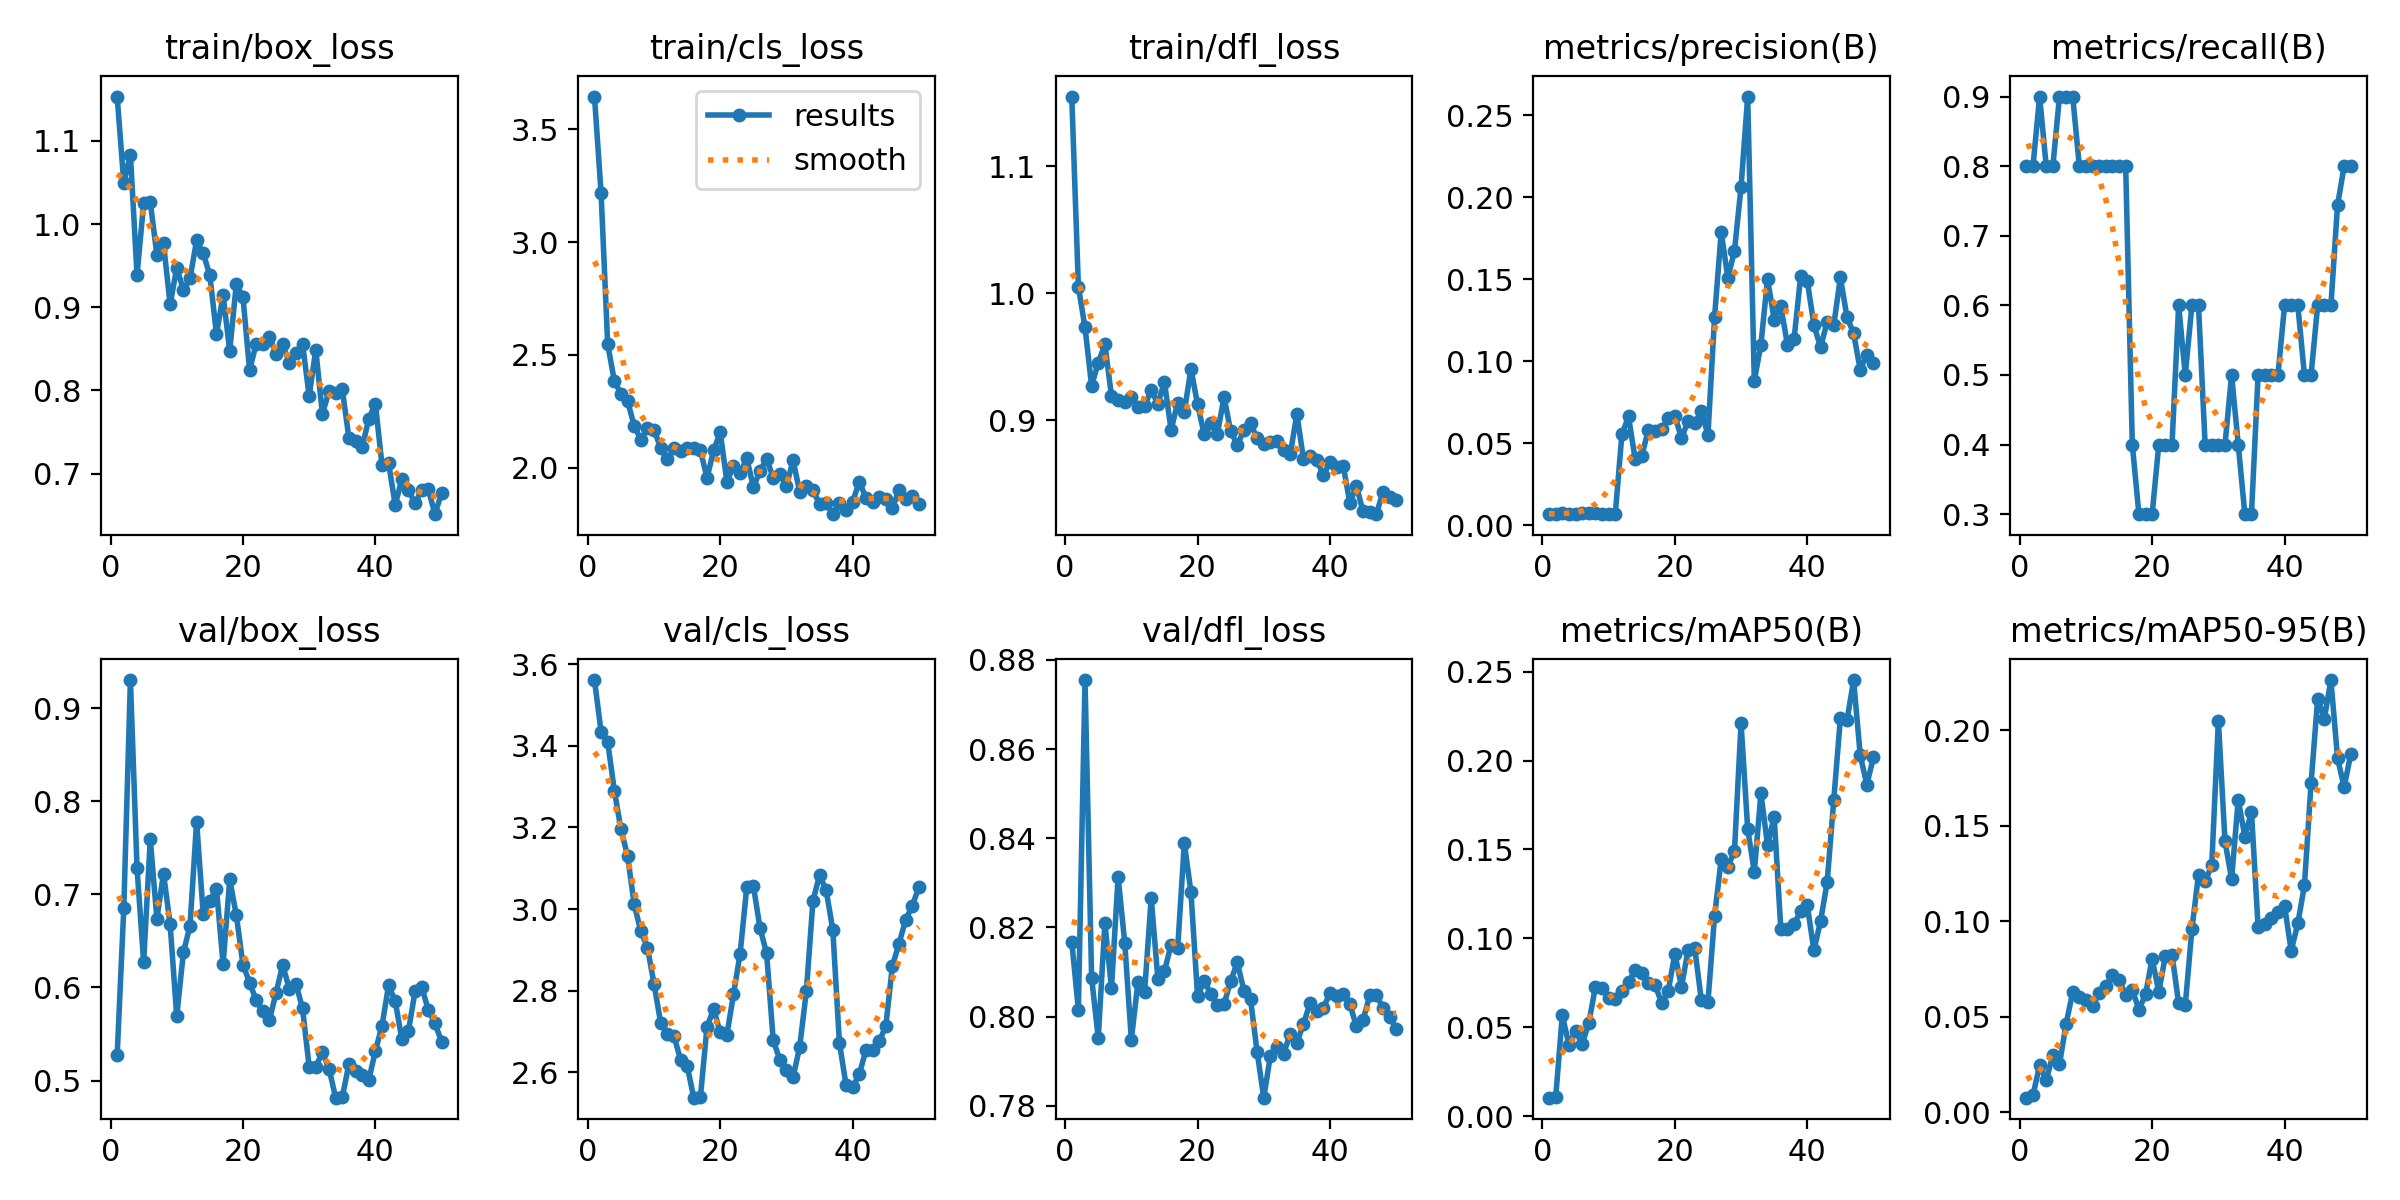 train/box_loss
1.1
1.0
0.9
0.8
0.7
0 20 40
train/cls_loss
results
smooth
3.5
3.0
2.5
2.0
0 20 40
train/dfl_loss
1.1
1.0
0.9
0 20 40
metrics/precision(B)
0.25
0.20
0.15
0.10
0.05
0.00
0 20 40
metrics/recall(B)
0.9
0.8
0.7
0.6
0.5
0.4
0.3
0 20 40
val/box_loss
0.9
0.8
0.7
0.6
0.5
0 20 40
val/cls_loss
3.6
3.4
3.2
3.0
2.8
2.6
0 20 40
val/dfl_loss
0.88
0.86
0.84
0.82
0.80
0.78
0 20 40
metrics/mAP50(B)
0.25
0.20
0.15
0.10
0.05
0.00
0 20 40
metrics/mAP50-95(B)
0.20
0.15
0.10
0.05
0.00
0 20 40